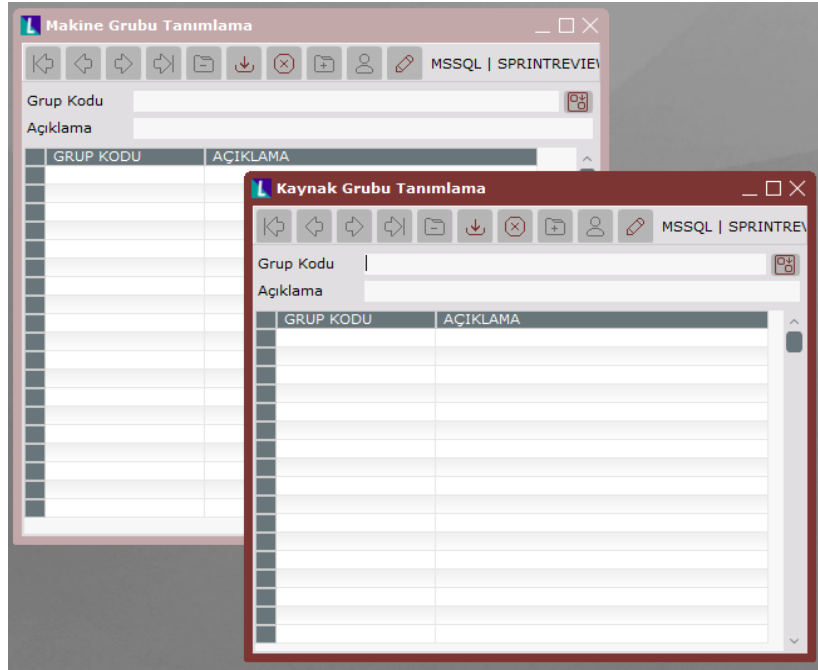 Makine Grubu Tanımlama
MSSQL | SPRINTREVIEW
Grup Kodu
Açıklama
GRUP KODU AÇIKLAMA
Kaynak Grubu Tanımlama
MSSQL | SPRINTREV
Grup Kodu
Açıklama
GRUP KODU AÇIKLAMA